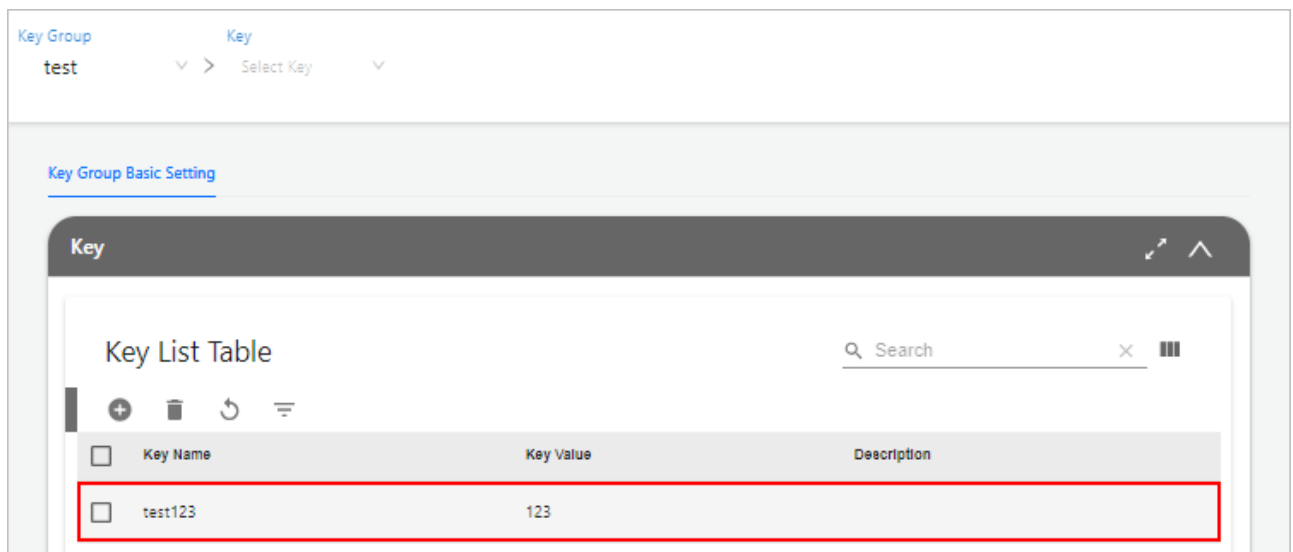 Key Group Key
test > Select Key
Key Group Basic Setting
Key
Key List Table Search
Key Name Key Value Description
test123 123